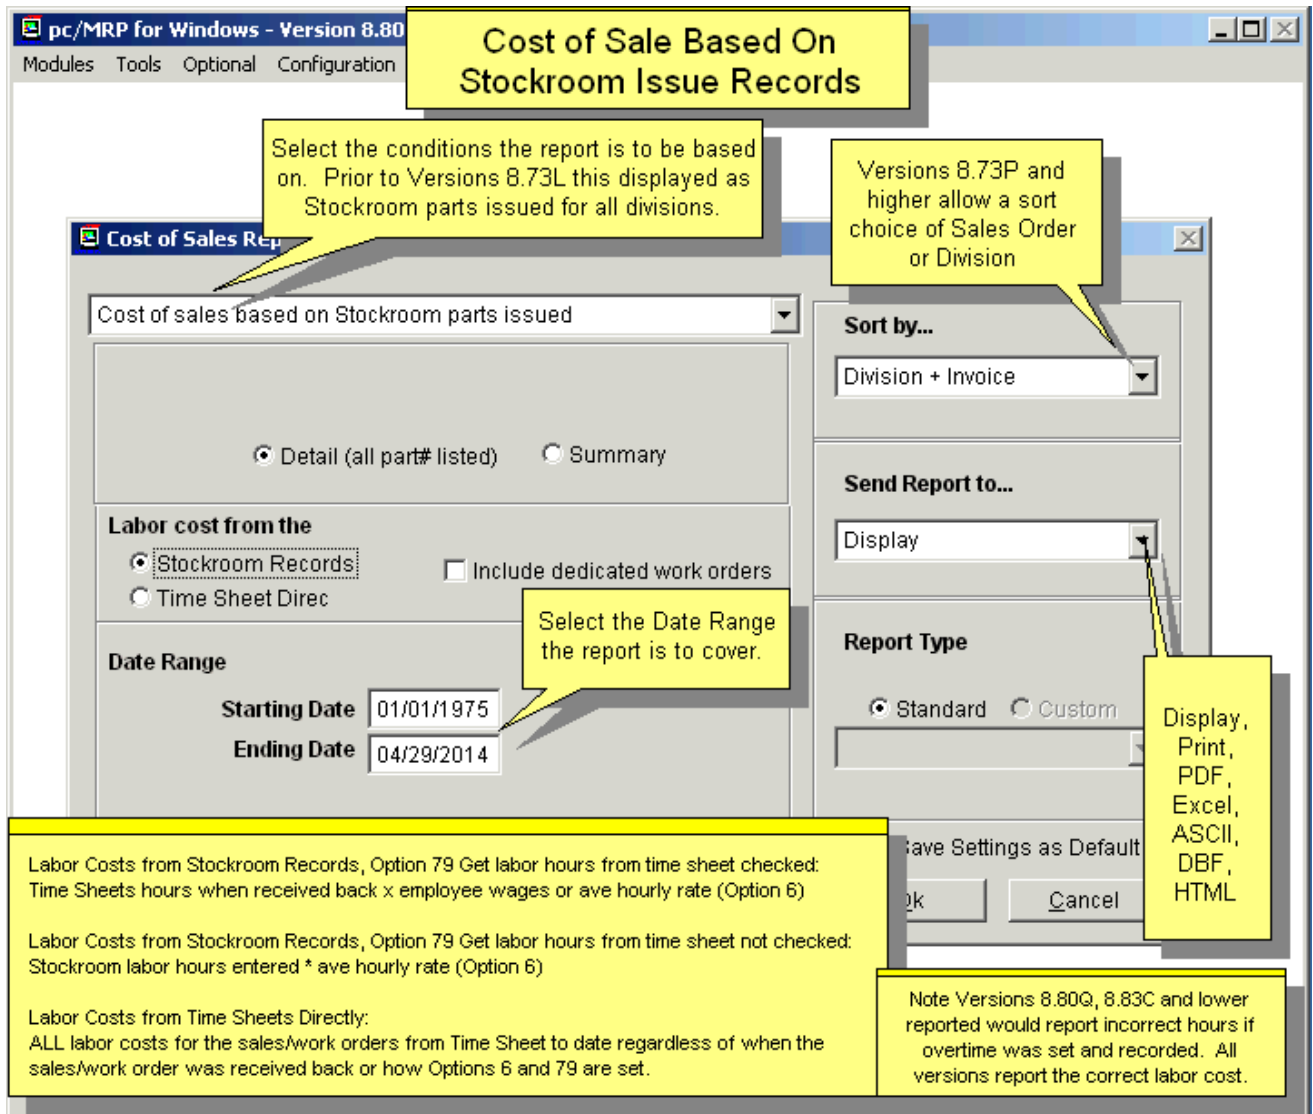 pc/MRP for Windows - Version 8.80
Modules Tools Optional Configuration
Cost of Sale Based On
Stockroom Issue Records
Select the conditions the report is to be based
on. Prior to Versions 8.73L this displayed as
Stockroom parts issued for all divisions.
Versions 8.73P and
higher allow a sort
choice of Sales Order
or Division
Cost of Sales Rep
Cost of sales based on Stockroom parts issued
Sort by...
Division + Invoice
Detail (all part# listed)
Summary
Send Report to...
Display
Labor cost from the
Stockroom Records
Include dedicated work orders
Time Sheet Direc
Select the Date Range
the report is to cover.
Date Range
Starting Date 01/01/1975
Ending Date 04/29/2014
Report Type
Standard Custom
Display,
Print,
PDF,
Excel,
ASCII,
DBF,
HTML
Save Settings as Default
Ok
Cancel
Labor Costs from Stockroom Records, Option 79 Get labor hours from time sheet checked:
Time Sheets hours when received back x employee wages or ave hourly rate (Option 6)
Labor Costs from Stockroom Records, Option 79 Get labor hours from time sheet not checked:
Stockroom labor hours entered * ave hourly rate (Option 6)
Labor Costs from Time Sheets Directly:
ALL labor costs for the sales/work orders from Time Sheet to date regardless of when the
sales/work order was received back or how Options 6 and 79 are set.
Note Versions 8.80Q, 8.83C and lower
reported would report incorrect hours if
overtime was set and recorded. All
versions report the correct labor cost.